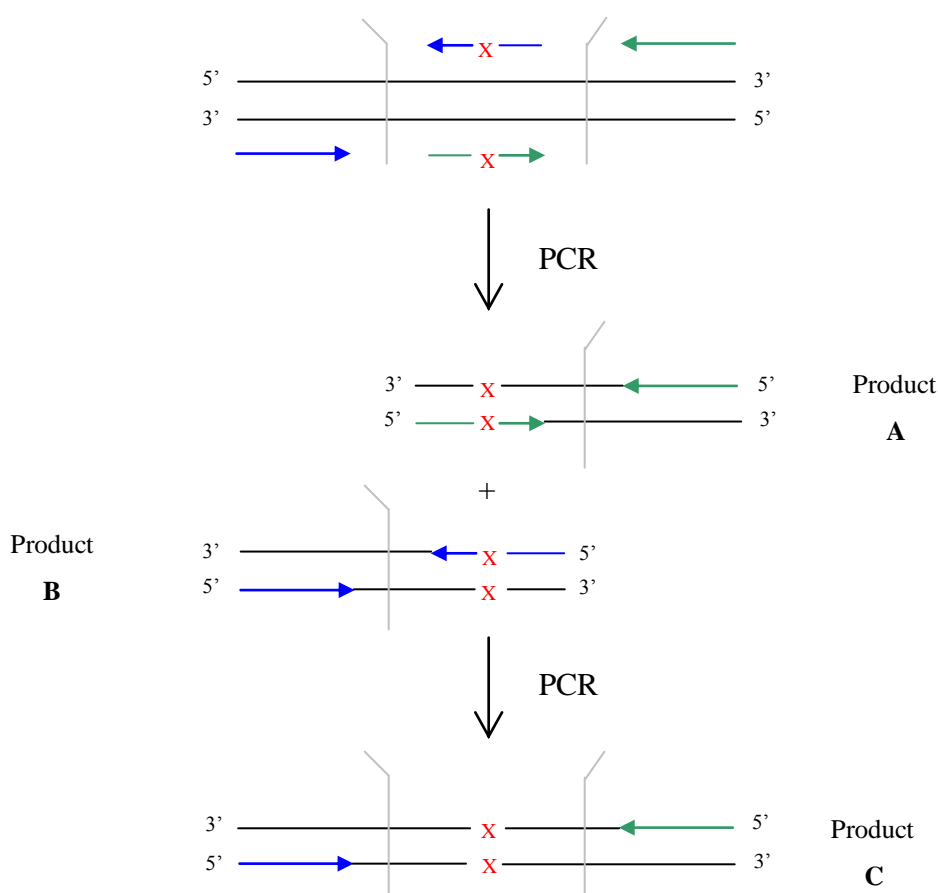 X
5’ 3’
3’ 5’
X
PCR
3’ X 5’
5’ X 3’
Product
A
+
Product
B
3’ X 5’
5’ X 3’
PCR
3’ X 5’
5’ X 3’
Product
C